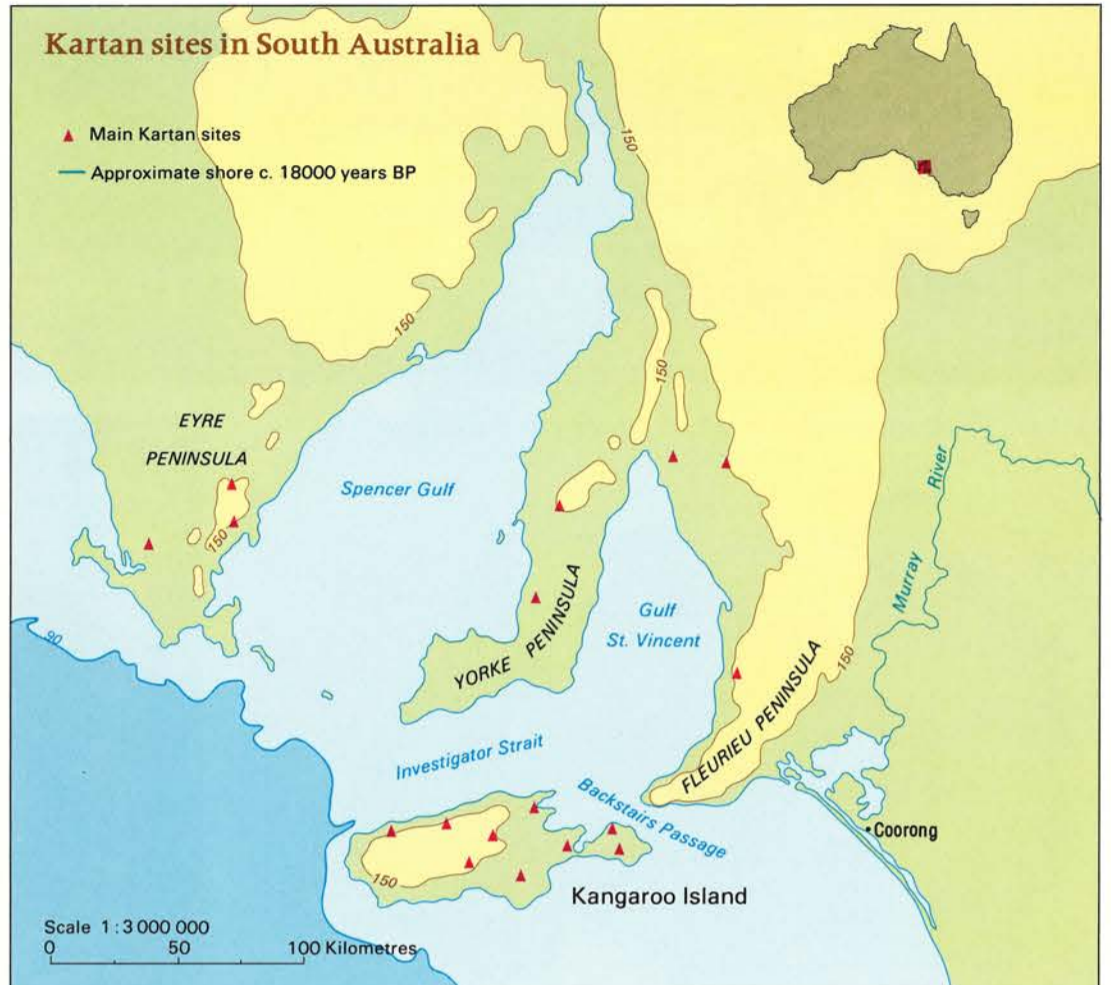 Kartan sites in South Australia
Main Kartan sites
Approximate shore c. 18000 years BP
150
150
150
EYRE
PENINSULA
Spencer Gulf
150
River
Murray
Gulf
St. Vincent
YORKE PENINSULA
90
150
FLEURIEU PENINSULA
Investigator Strait
Backstairs Passage
Coorong
150
Kangaroo Island
Scale 1 : 3 000 000
0 50 100 Kilometres